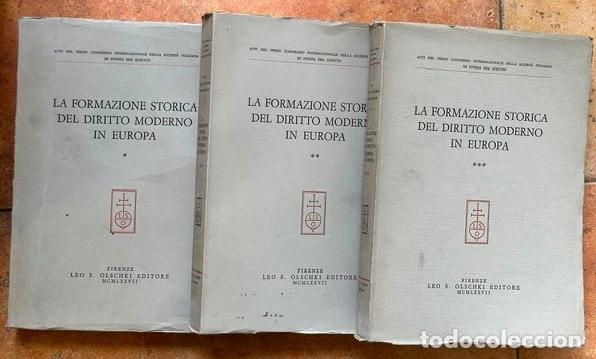 ATTI DEL TERZO CONGRESSO INTERNAZIONALE DELLA SOCIETÀ ITALIANA
DI STORIA DEL DIRITTO
LA FORMAZIONE STORICA
DEL DIRITTO MODERNO
IN EUROPA
*
FIRENZE
LEO S. OLSCHKI EDITORE
MCMLXXVII
ATTI DEL TERZO CONGRESSO INTERNAZIONALE DELLA SOCIETÀ ITALIANA
DI STORIA DEL DIRITTO
LA FORMAZIONE STORICA
DEL DIRITTO MODERNO
IN EUROPA
**
FIRENZE
LEO S. OLSCHKI EDITORE
MCMLXXVII
ATTI DEL TERZO CONGRESSO INTERNAZIONALE DELLA SOCIETÀ ITALIANA
DI STORIA DEL DIRITTO
LA FORMAZIONE STORICA
DEL DIRITTO MODERNO
IN EUROPA
***
FIRENZE
LEO S. OLSCHKI EDITORE
MCMLXXVII
todocoleccion.net